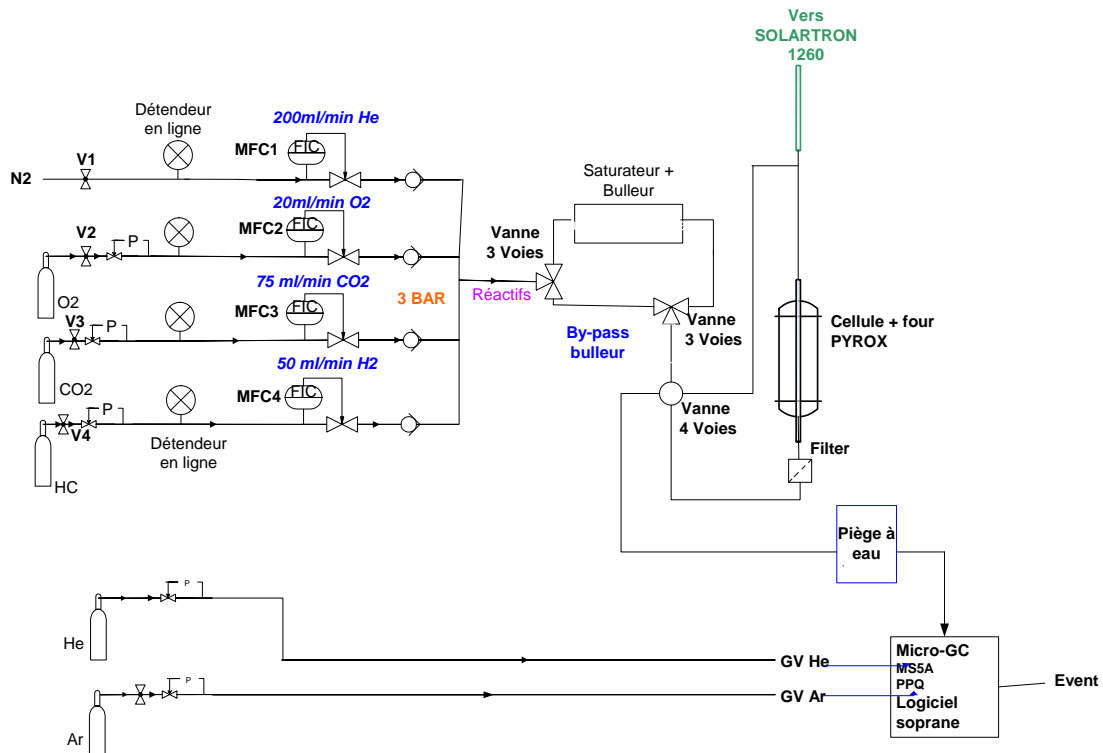 Vers
SOLARTRON
1260
200ml/min He
Détendeur
en ligne
MFC1
FIC
V1
N2
Saturateur +
Bulleur
20ml/min O2
V2
P
MFC2
FIC
Vanne
3 Voies
O2
75 ml/min CO2
3 BAR
Réactifs
V3
P
MFC3
FIC
Vanne
3 Voies
By-pass
bulleur
Cellule + four
PYROX
CO2
50 ml/min H2
P
MFC4
FIC
V4
Vanne
4 Voies
Détendeur
en ligne
Filter
HC
Piège à
eau
P
He
GV He
Micro-GC
MS5A
PPQ
Logiciel
soprane
Event
P
GV Ar
Ar